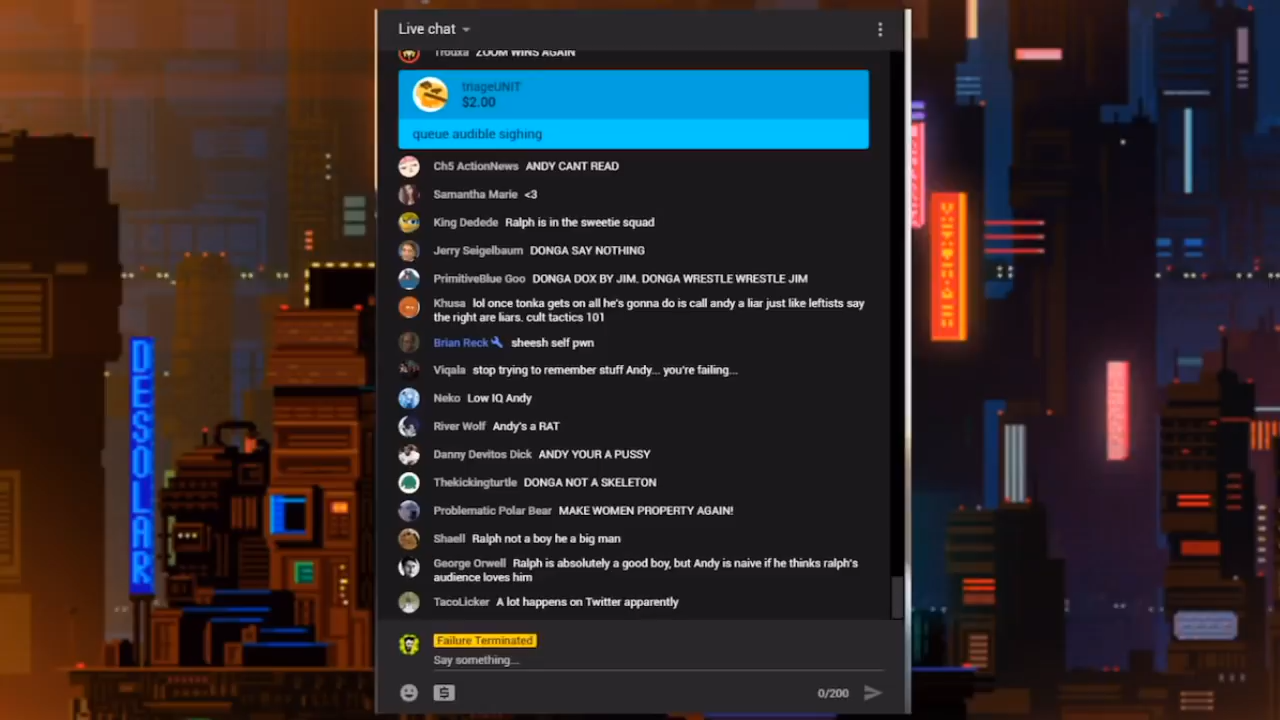 Live chat
Trouxa ZOOM WINS AGAIN
triageUNIT
$2.00
queue audible sighing
Ch5 ActionNews ANDY CANT READ
Samantha Marie <3
King Dedede Ralph is in the sweetie squad
Jerry Seigelbaum DONGA SAY NOTHING
PrimitiveBlue Goo DONGA DOX BY JIM. DONGA WRESTLE WRESTLE JIM
Khusa lol once tonka gets on all he's gonna do is call andy a liar just like leftists say
the right are liars. cult tactics 101
Brian Reck sheesh self pwn
Viqala stop trying to remember stuff Andy... you're failing...
Neko Low IQ Andy
River Wolf Andy's a RAT
Danny Devitos Dick ANDY YOUR A PUSSY
Thekickingturtle DONGA NOT A SKELETON
Problematic Polar Bear MAKE WOMEN PROPERTY AGAIN!
Shaell Ralph not a boy he a big man
George Orwell Ralph is absolutely a good boy, but Andy is naive if he thinks ralph's
audience loves him
TacoLicker A lot happens on Twitter apparently
Failure Terminated
Say something...
0/200
DESOLAR